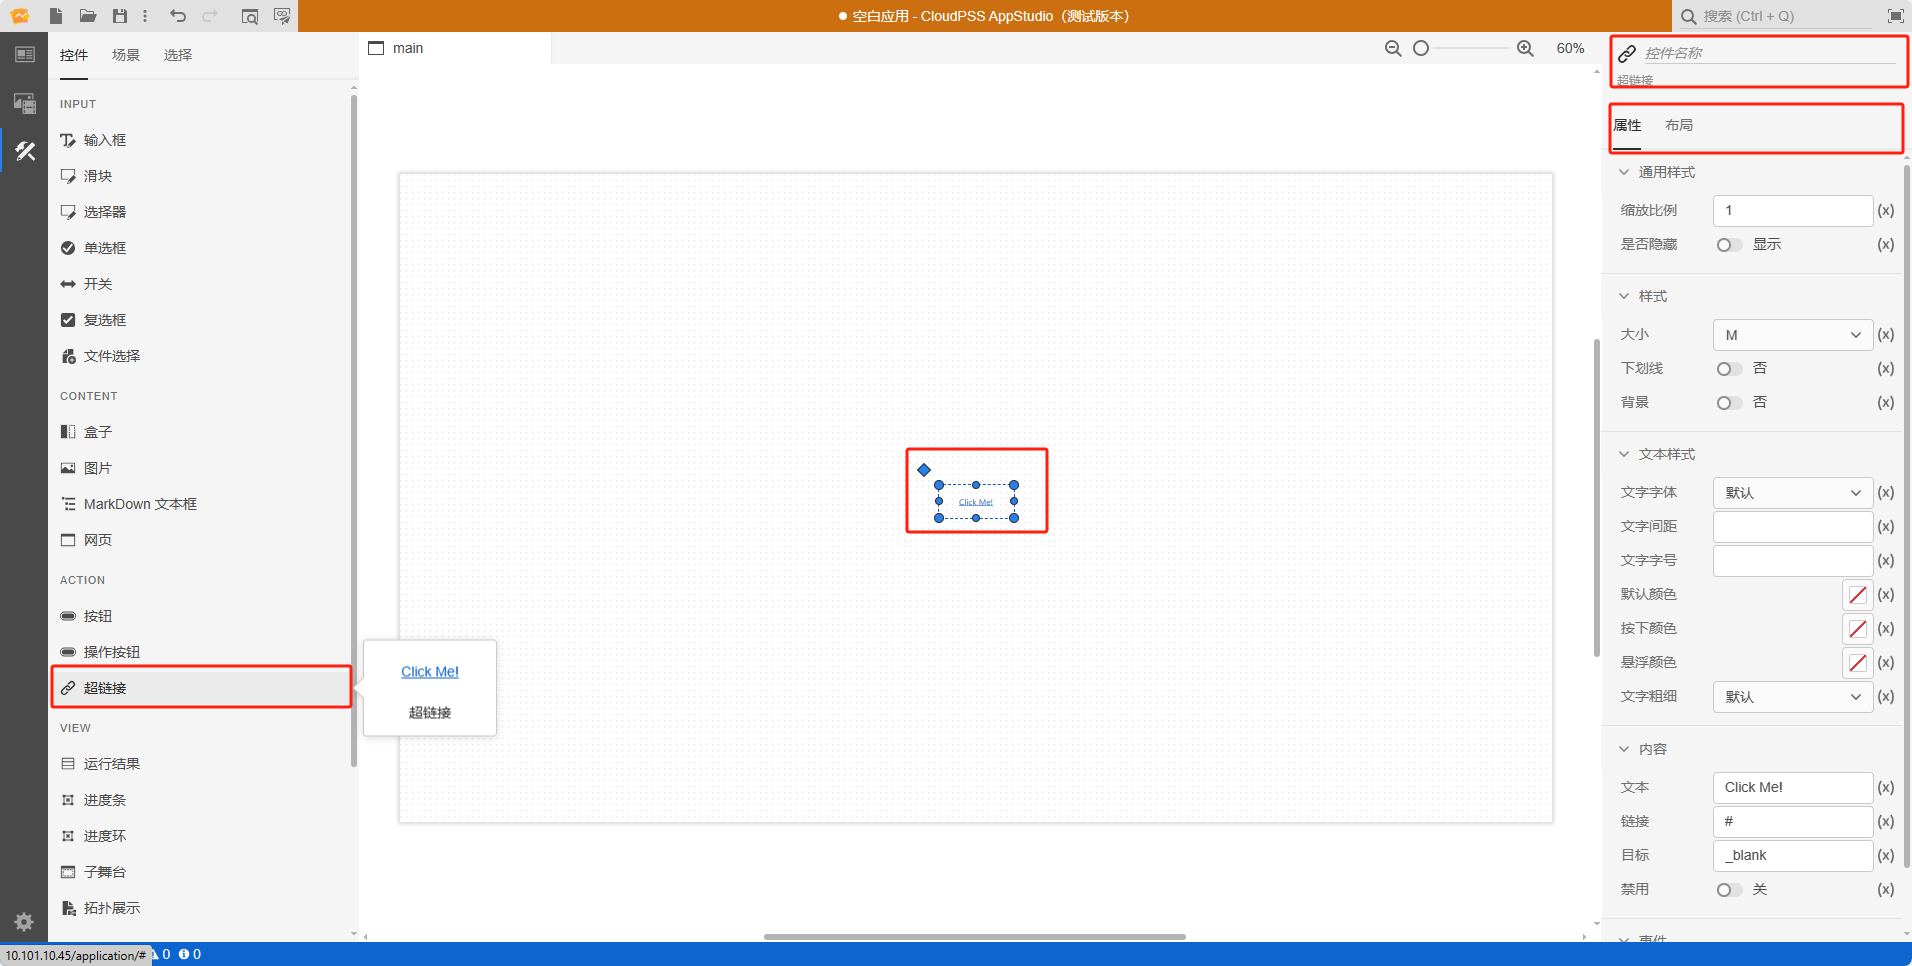 空白应用 - CloudPSS AppStudio（测试版本）
搜索 (Ctrl + Q)
控件
场景
选择
main
60%
INPUT
输入框
滑块
选择器
单选框
开关
复选框
文件选择
CONTENT
盒子
图片
MarkDown 文本框
网页
ACTION
按钮
操作按钮
超链接
VIEW
运行结果
进度条
进度环
子舞台
拓扑展示
Click Me!
超链接
Click Me!
控件名称
超链接
属性
布局
通用样式
缩放比例
1
(x)
是否隐藏
显示
(x)
样式
大小
M
(x)
下划线
否
(x)
背景
否
(x)
文本样式
文字字体
默认
(x)
文字间距
(x)
文字字号
(x)
默认颜色
(x)
按下颜色
(x)
悬浮颜色
(x)
文字粗细
默认
(x)
内容
文本
Click Me!
(x)
链接
#
(x)
目标
_blank
(x)
禁用
关
(x)
事件
10.101.10.45/application/#
0
0